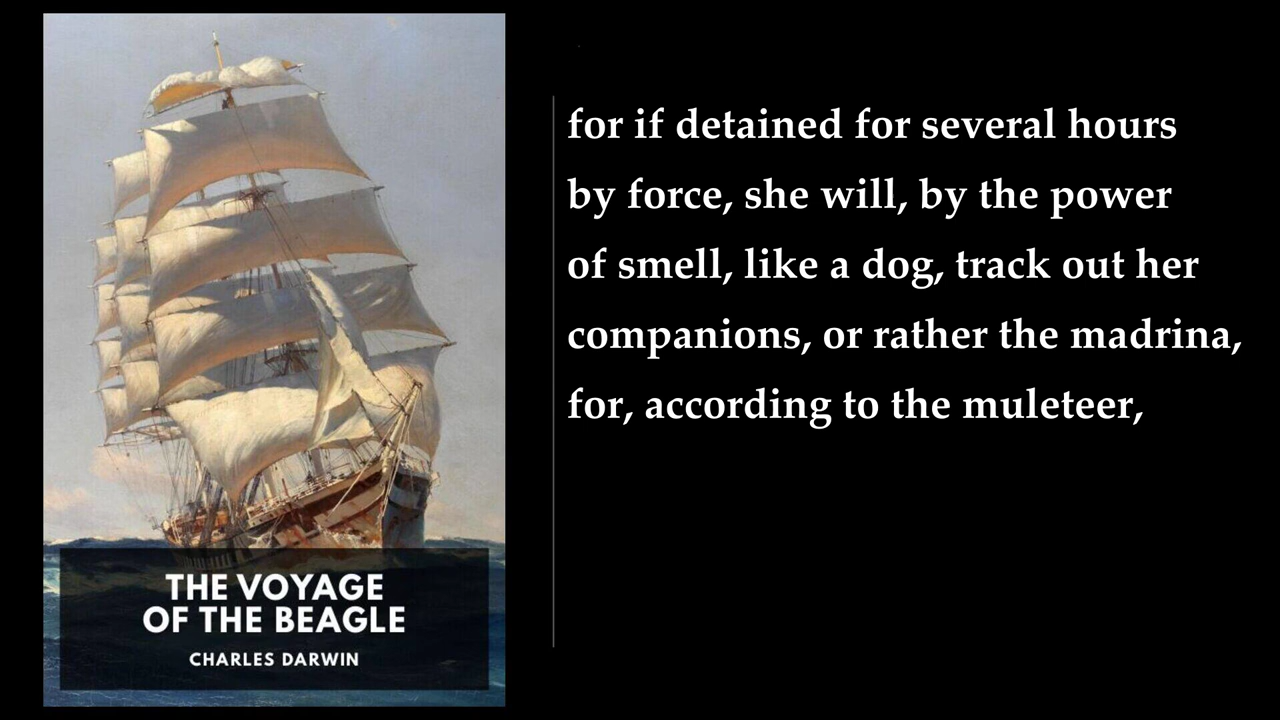 for if detained for several hours
by force, she will, by the power
of smell, like a dog, track out her
companions, or rather the madrina,
for, according to the muleteer,
THE VOYAGE
OF THE BEAGLE
CHARLES DARWIN